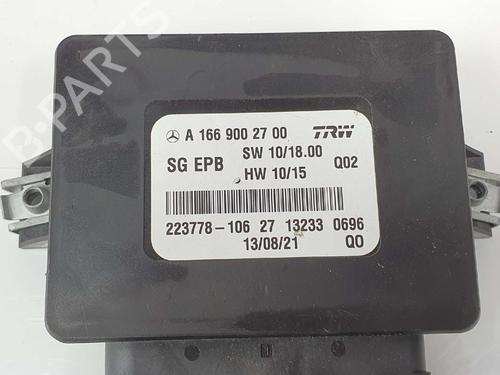 B-PARTS
A 166 900 27 00 TRW
SG EPB SW 10/18.00 Q02
HW 10/15
223778-106 27 13233 0696
13/08/21 QO